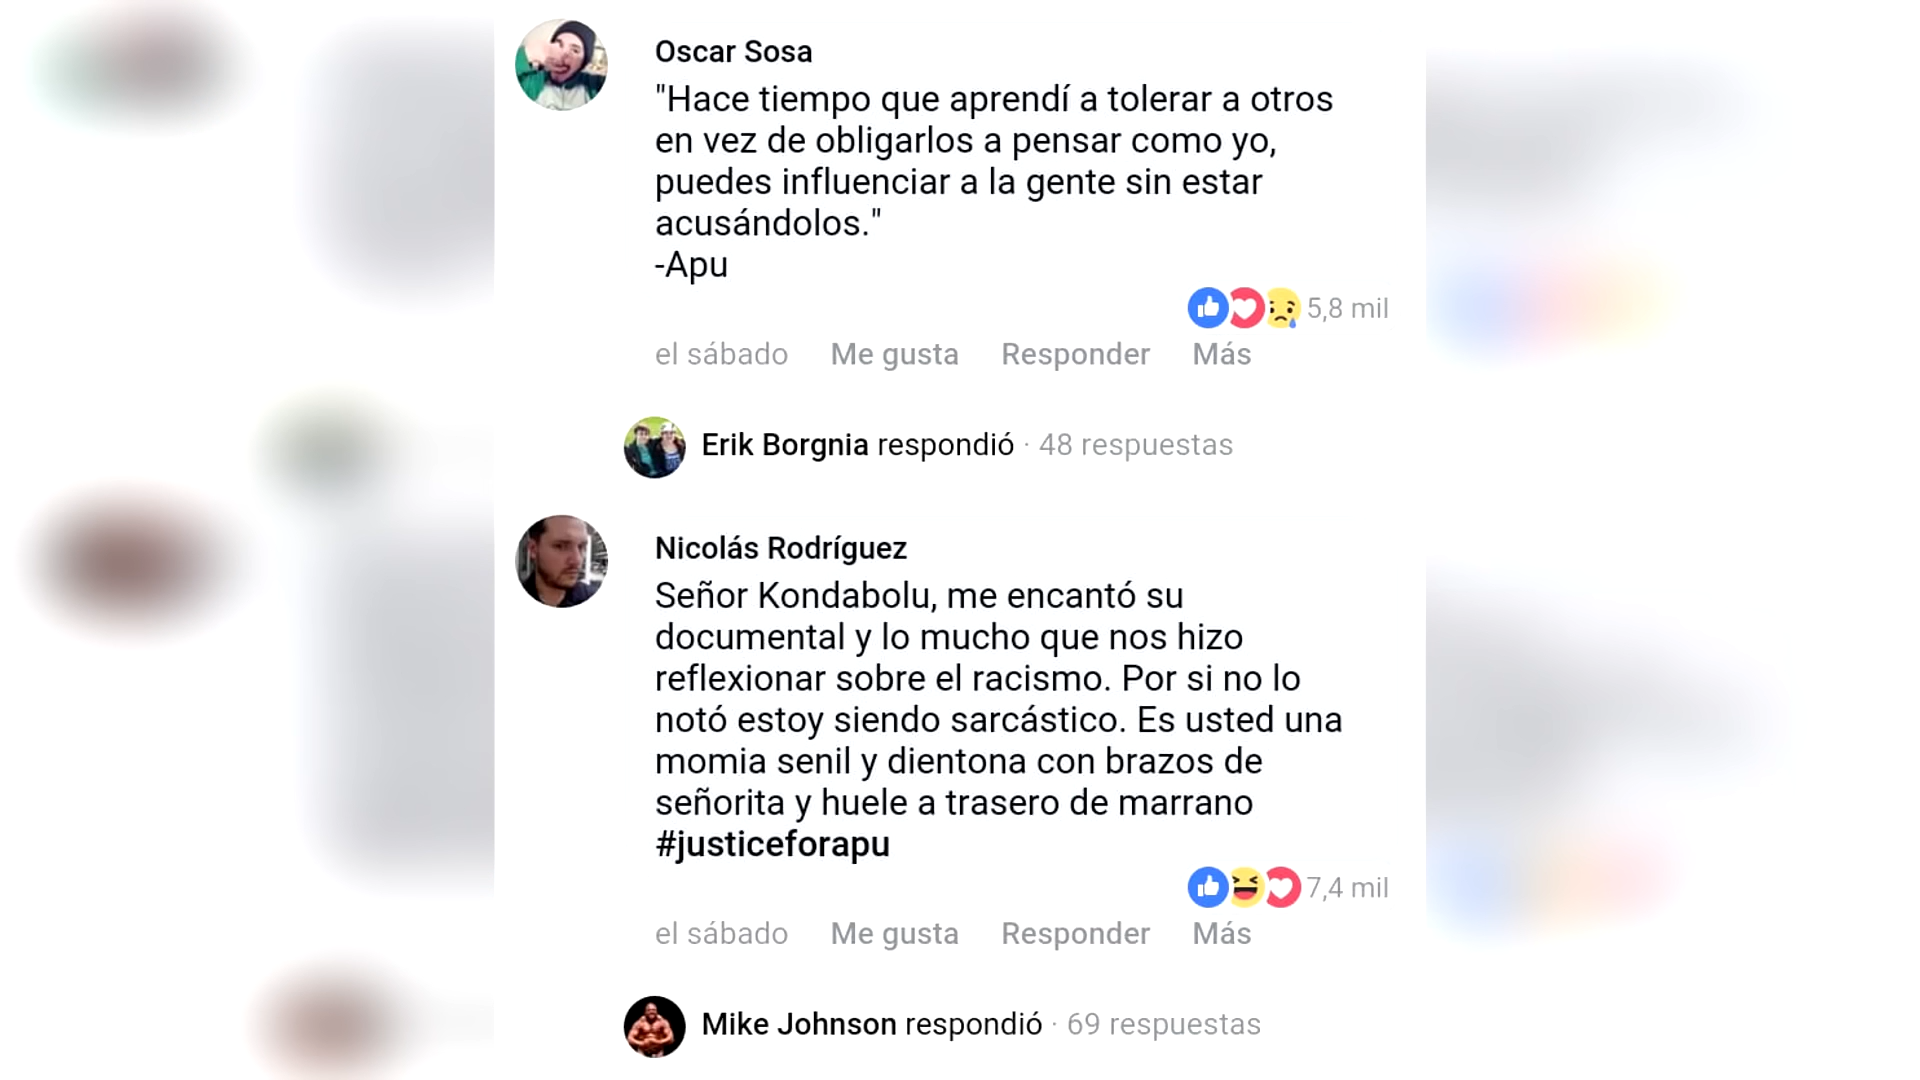 Oscar Sosa
"Hace tiempo que aprendí a tolerar a otros
en vez de obligarlos a pensar como yo,
puedes influenciar a la gente sin estar
acusándolos."
-Apu
5,8 mil
el sábado Me gusta Responder Más
Erik Borgnia respondió · 48 respuestas
Nicolás Rodríguez
Señor Kondabolu, me encantó su
documental y lo mucho que nos hizo
reflexionar sobre el racismo. Por si no lo
notó estoy siendo sarcástico. Es usted una
momia senil y dientona con brazos de
señorita y huele a trasero de marrano
#justiceforapu
7,4 mil
el sábado Me gusta Responder Más
Mike Johnson respondió · 69 respuestas